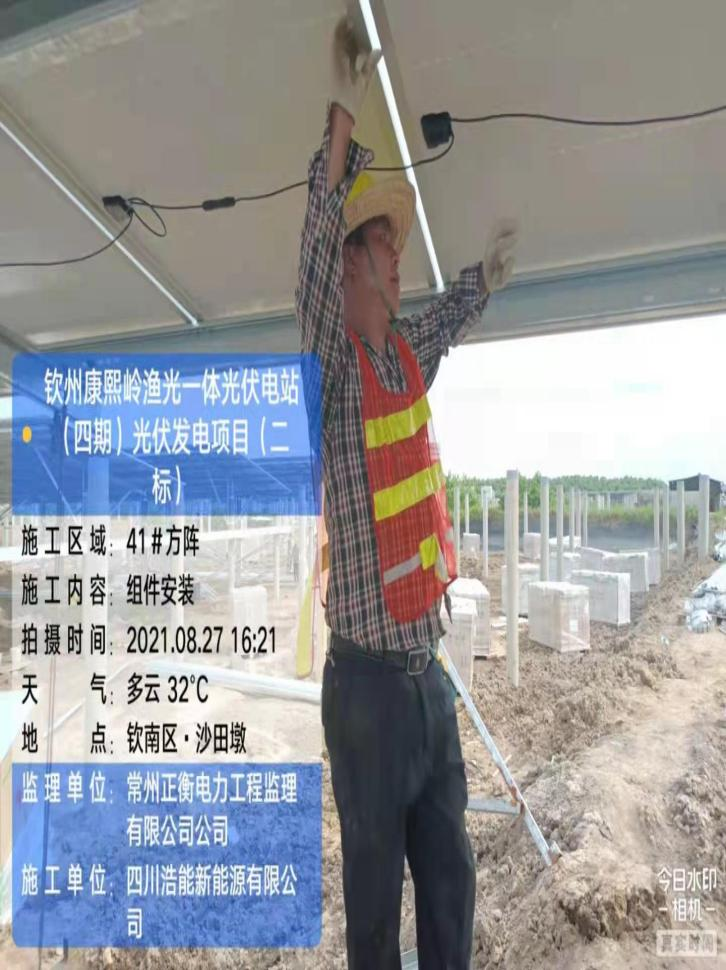 钦州康熙岭渔光一体光伏电站
（四期）光伏发电项目（二
标）
施工区域：41#方阵
施工内容：组件安装
拍摄时间：2021.08.27 16:21
天气：多云 32℃
地点：钦南区·沙田墩
监理单位：常州正衡电力工程监理
有限公司公司
施工单位：四川浩能新能源有限公
司
今日水印
-相机-
真实时间